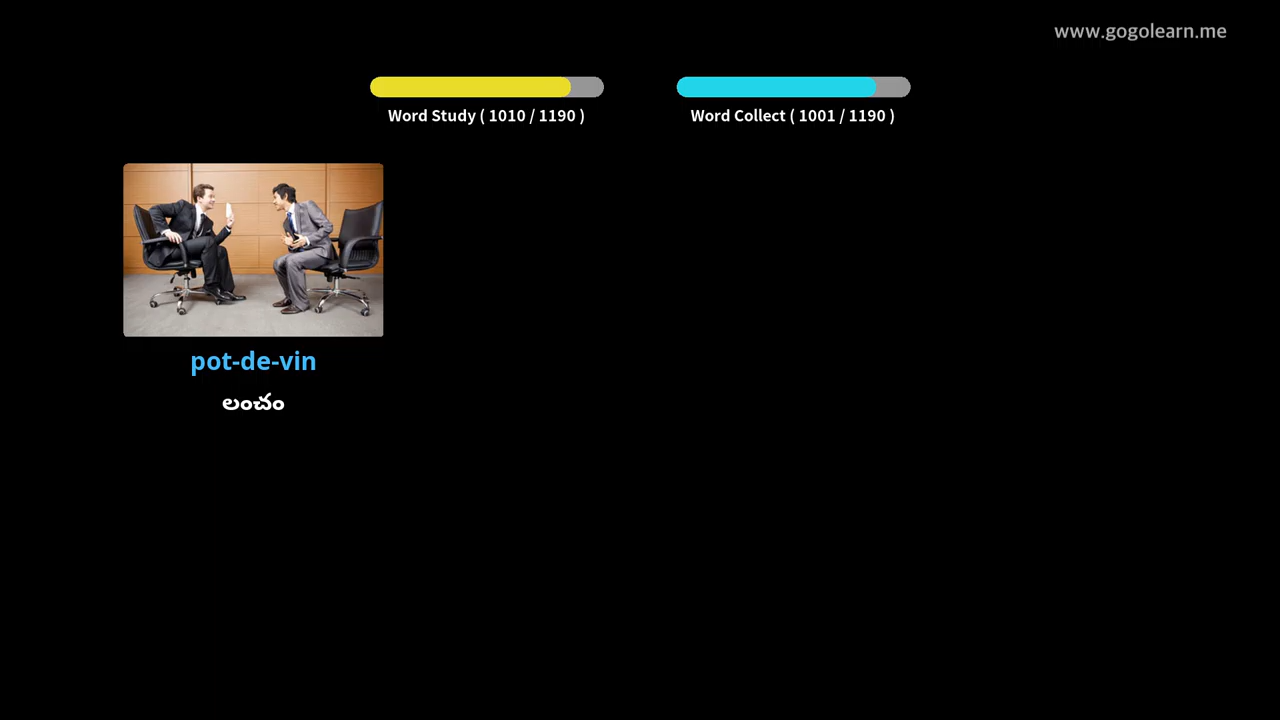 www.gogolearn.me
Word Study ( 1010 / 1190 )
Word Collect ( 1001 / 1190 )
pot-de-vin
లంచం